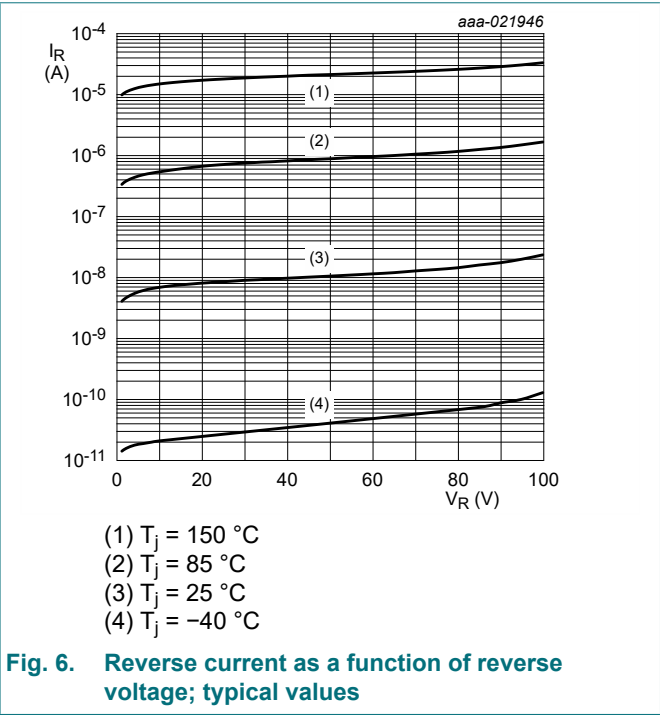 aaa-021946
I_R
(A)
10^-4
10^-5
10^-6
10^-7
10^-8
10^-9
10^-10
10^-11
(1)
(2)
(3)
(4)
0 20 40 60 80 100
V_R (V)
(1) T_j = 150 °C
(2) T_j = 85 °C
(3) T_j = 25 °C
(4) T_j = −40 °C
Fig. 6. Reverse current as a function of reverse
voltage; typical values